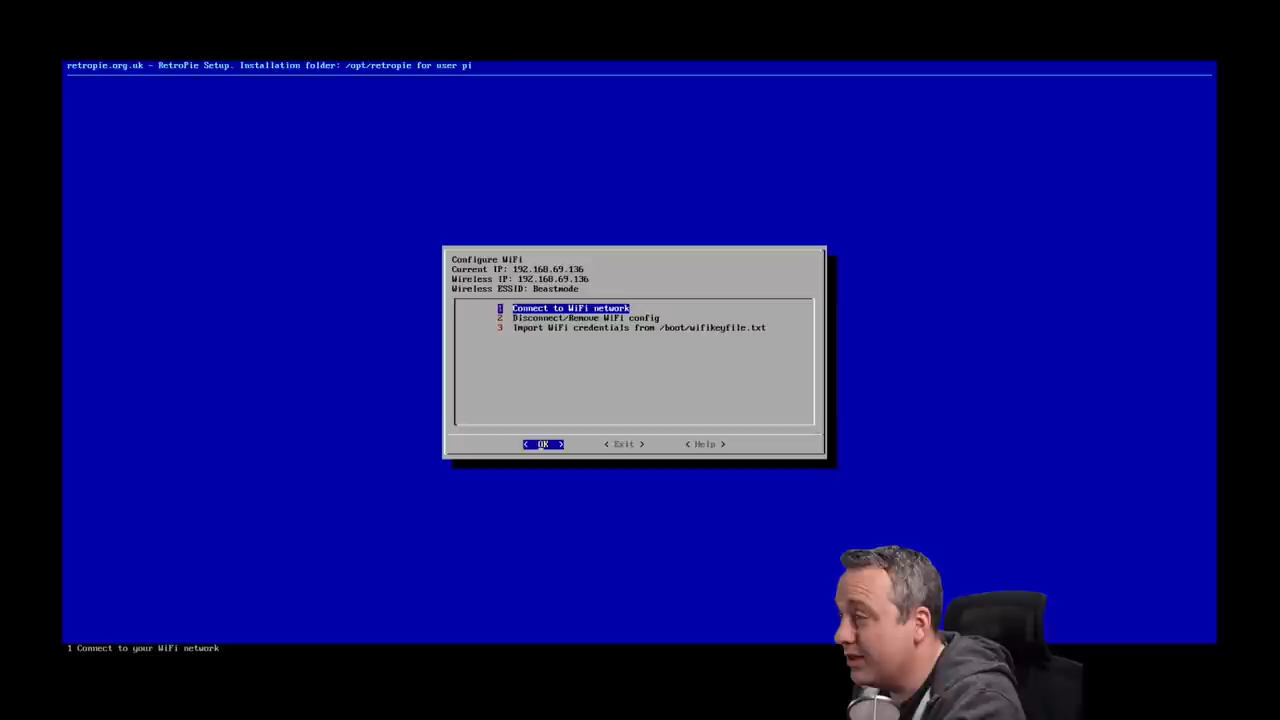 retropie.org.uk - RetroPie Setup. Installation folder: /opt/retropie for user pi
Configure WiFi
Current IP: 192.168.69.136
Wireless IP: 192.168.69.136
Wireless ESSID: Beastmode
1 Connect to WiFi network
2 Disconnect/Remove WiFi config
3 Import WiFi credentials from /boot/wifikeyfile.txt
< OK > < Exit > < Help >
1 Connect to your WiFi network